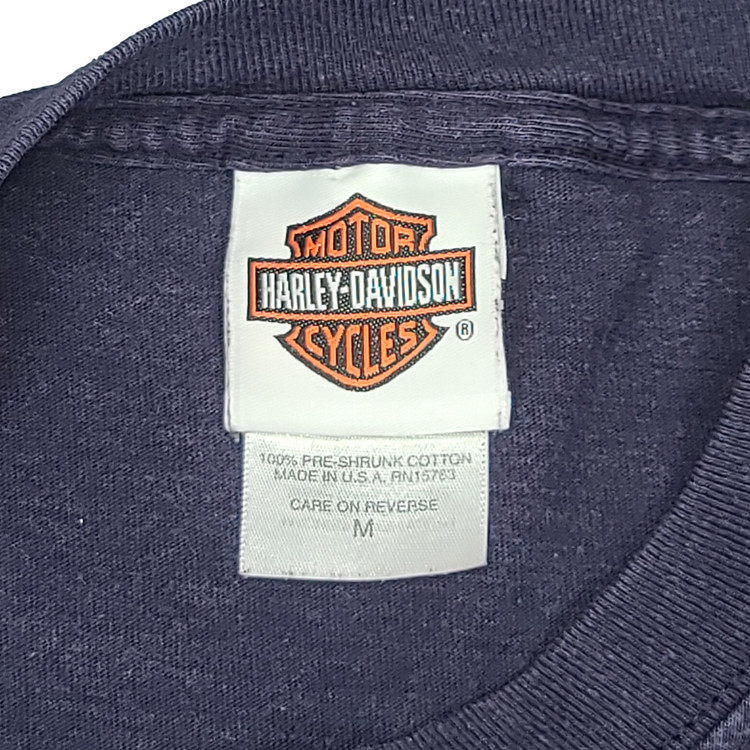 MOTOR
HARLEY-DAVIDSON
CYCLES
®
100% PRE-SHRUNK COTTON
MADE IN U.S.A. RN15763
CARE ON REVERSE
M